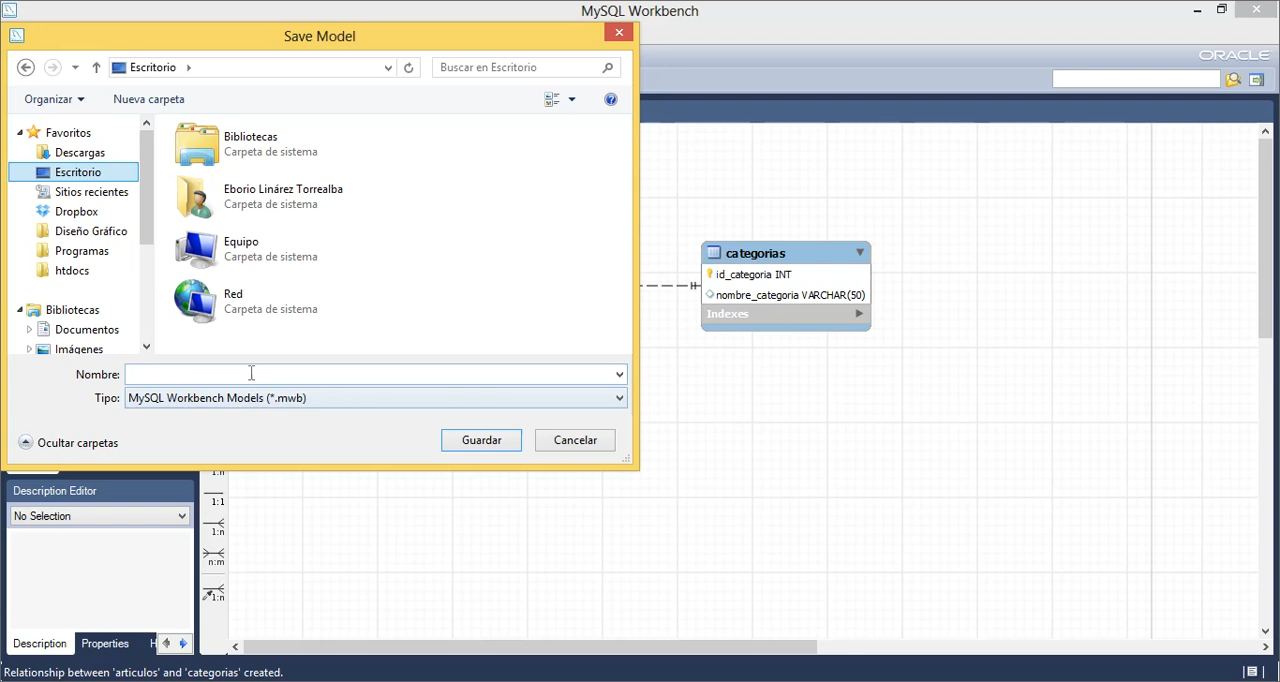 MySQL Workbench
Save Model
ORACLE
Escritorio
Buscar en Escritorio
Organizar
Nueva carpeta
Favoritos
Descargas
Escritorio
Sitios recientes
Dropbox
Diseño Gráfico
Programas
htdocs
Bibliotecas
Documentos
Imágenes
Bibliotecas
Carpeta de sistema
Eborio Linárez Torrealba
Carpeta de sistema
Equipo
Carpeta de sistema
Red
Carpeta de sistema
Nombre:
Tipo: MySQL Workbench Models (*.mwb)
Ocultar carpetas
Guardar
Cancelar
categorias
id_categoria INT
nombre_categoria VARCHAR(50)
Indexes
Description Editor
No Selection
1:n
1:1
1:n
n:m
1:n
Description
Properties
H
Relationship between 'articulos' and 'categorias' created.